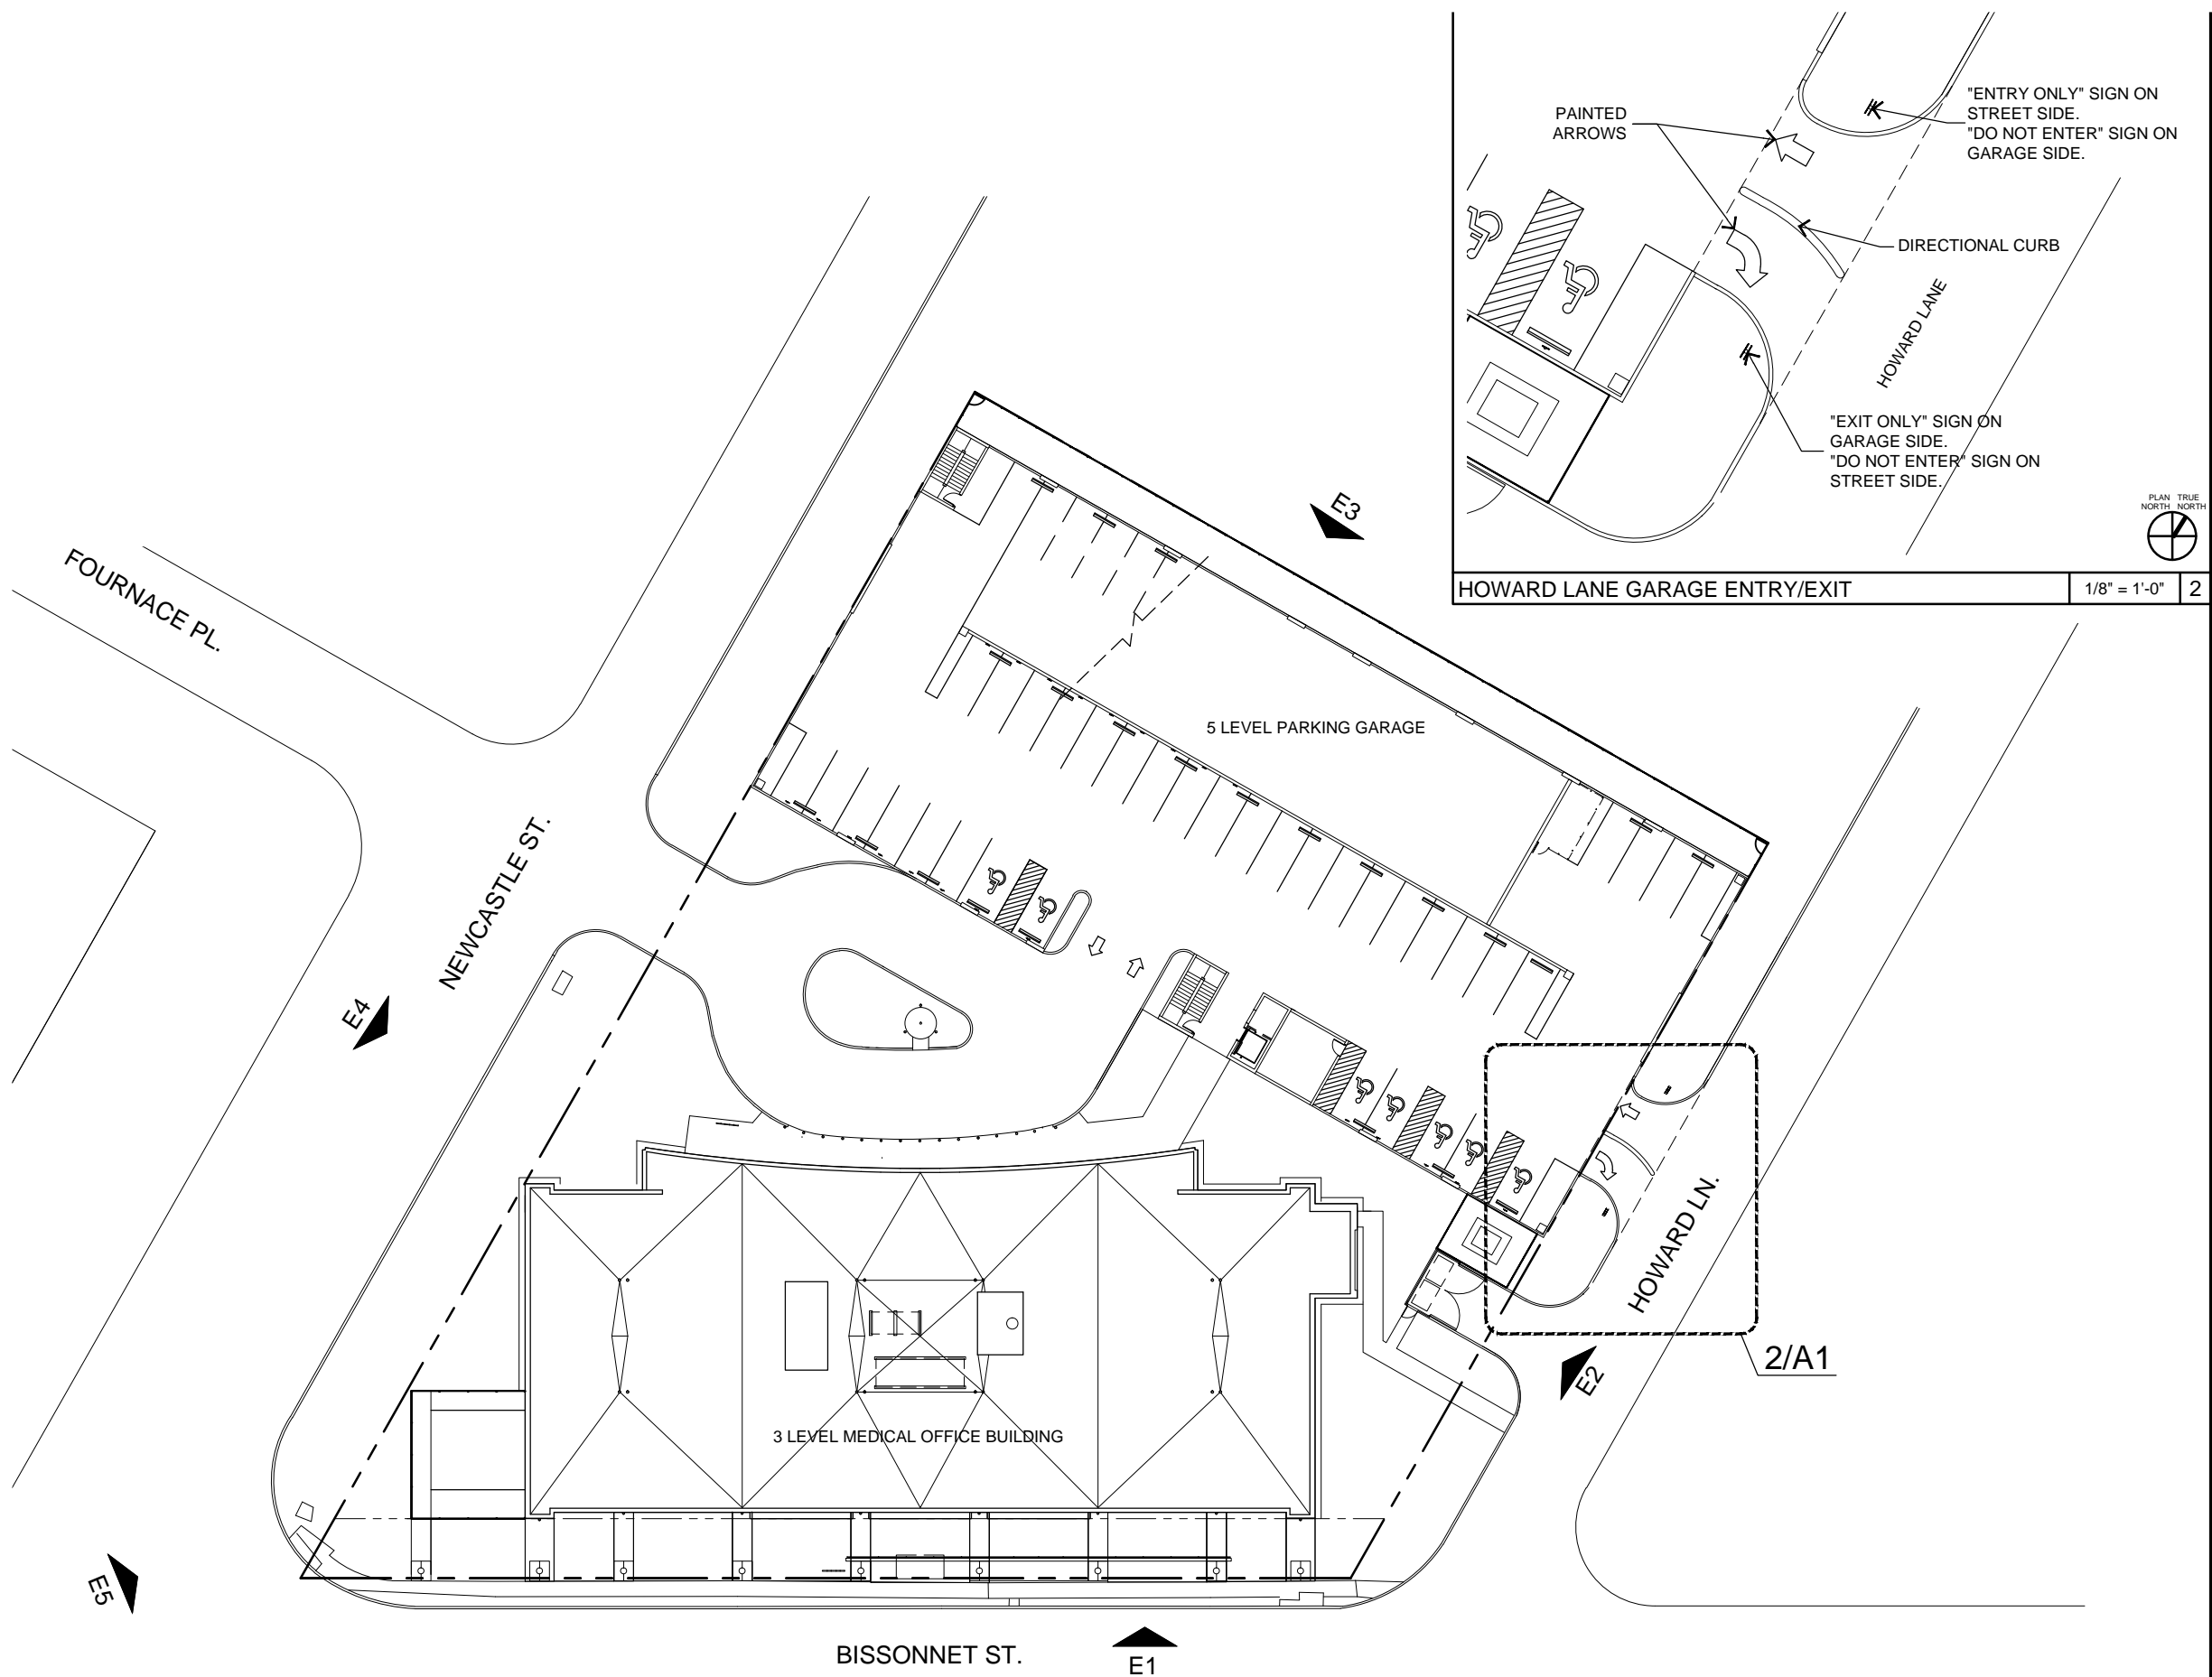 PAINTED
ARROWS
"ENTRY ONLY" SIGN ON
STREET SIDE.
"DO NOT ENTER" SIGN ON
GARAGE SIDE.
DIRECTIONAL CURB
HOWARD LANE
"EXIT ONLY" SIGN ON
GARAGE SIDE.
"DO NOT ENTER" SIGN ON
STREET SIDE.
PLAN TRUE
NORTH NORTH
HOWARD LANE GARAGE ENTRY/EXIT 1/8" = 1'-0" 2
E3
FOURNACE PL.
5 LEVEL PARKING GARAGE
NEWCASTLE ST.
E4
HOWARD LN.
2/A1
E2
3 LEVEL MEDICAL OFFICE BUILDING
E5
BISSONNET ST.
E1